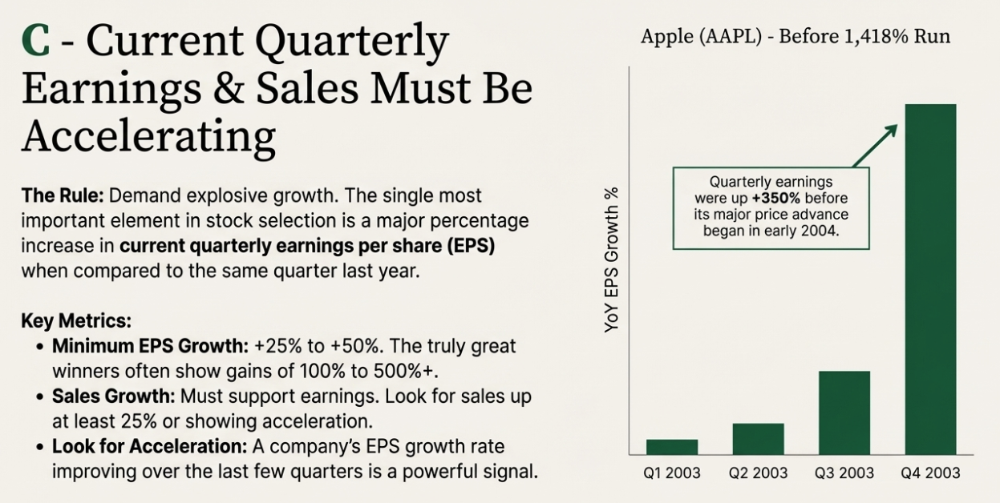 C - Current Quarterly
Earnings & Sales Must Be
Accelerating
The Rule: Demand explosive growth. The single most
important element in stock selection is a major percentage
increase in current quarterly earnings per share (EPS)
when compared to the same quarter last year.
Key Metrics:
• Minimum EPS Growth: +25% to +50%. The truly great
winners often show gains of 100% to 500%+.
• Sales Growth: Must support earnings. Look for sales up
at least 25% or showing acceleration.
• Look for Acceleration: A company’s EPS growth rate
improving over the last few quarters is a powerful signal.
Apple (AAPL) - Before 1,418% Run
YoY EPS Growth %
Quarterly earnings
were up +350% before
its major price advance
began in early 2004.
Q1 2003 Q2 2003 Q3 2003 Q4 2003